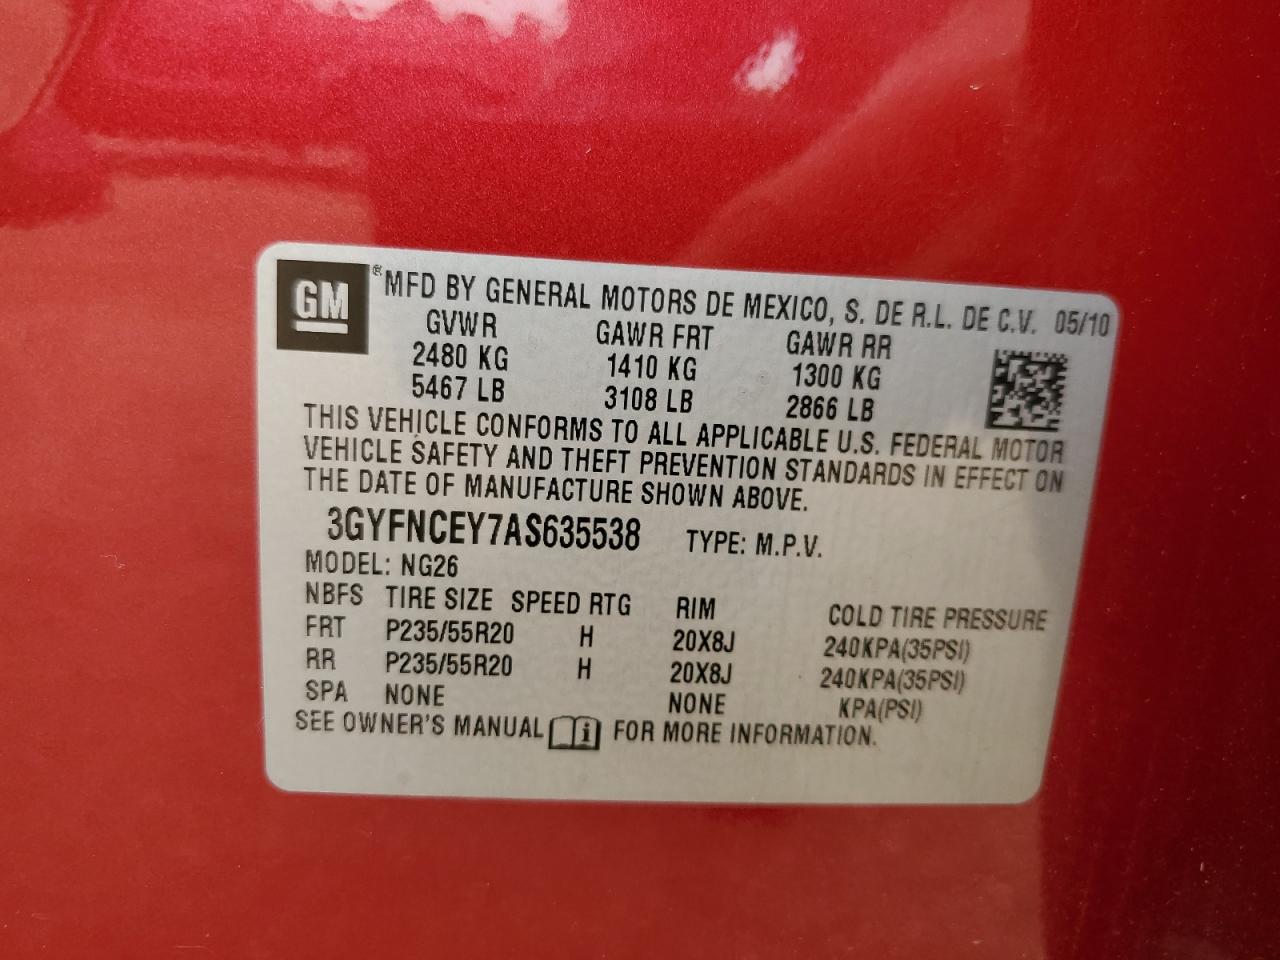 GM ® MFD BY GENERAL MOTORS DE MEXICO, S. DE R.L. DE C.V. 05/10
GVWR GAWR FRT GAWR RR
2480 KG 1410 KG 1300 KG
5467 LB 3108 LB 2866 LB
THIS VEHICLE CONFORMS TO ALL APPLICABLE U.S. FEDERAL MOTOR
VEHICLE SAFETY AND THEFT PREVENTION STANDARDS IN EFFECT ON
THE DATE OF MANUFACTURE SHOWN ABOVE.
3GYFNCEY7AS635538 TYPE: M.P.V.
MODEL: NG26
NBFS TIRE SIZE SPEED RTG RIM COLD TIRE PRESSURE
FRT P235/55R20 H 20X8J 240KPA(35PSI)
RR P235/55R20 H 20X8J 240KPA(35PSI)
SPA NONE NONE KPA(PSI)
SEE OWNER'S MANUAL i FOR MORE INFORMATION.